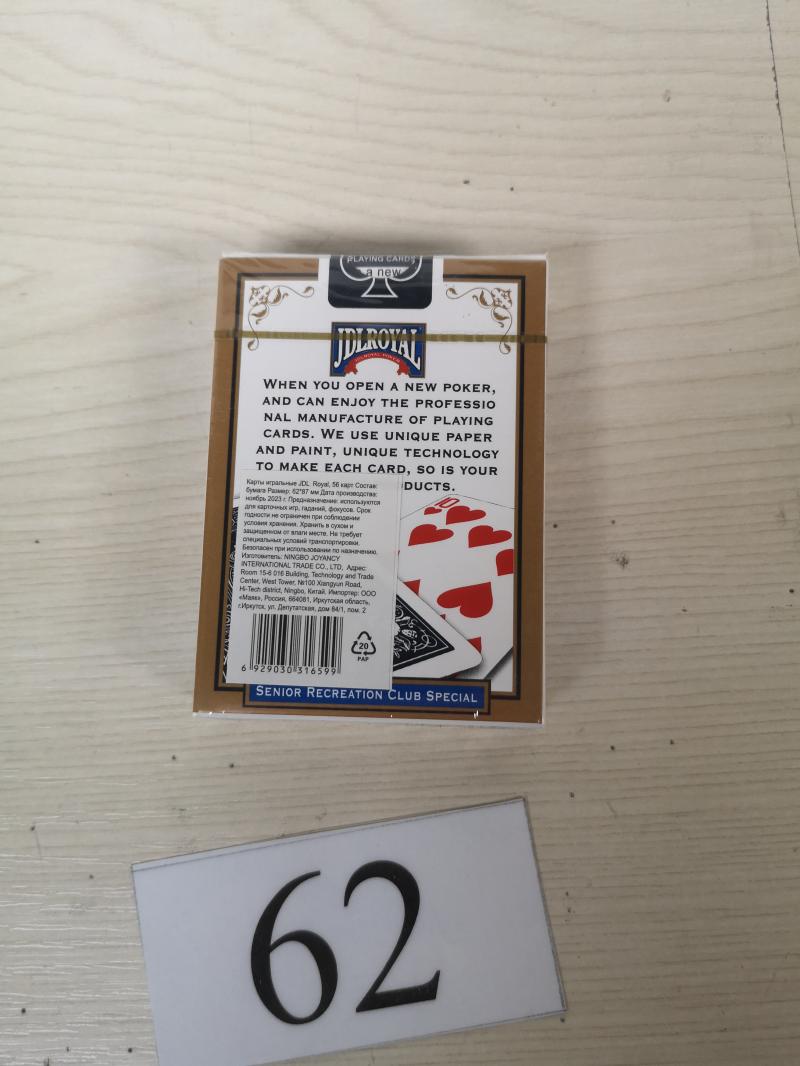 PLAYING CARDS
a new
JDLROYAL
JDLROYAL POKER
WHEN YOU OPEN A NEW POKER,
AND CAN ENJOY THE PROFESSIO
NAL MANUFACTURE OF PLAYING
CARDS. WE USE UNIQUE PAPER
AND PAINT, UNIQUE TECHNOLOGY
TO MAKE EACH CARD, SO IS YOUR
DUCTS.
Карты игральные JDL Royal, 56 карт Состав:
бумага Размер: 62*87 мм Дата производства:
ноябрь 2023 г. Предназначение: используются
для карточных игр, гаданий, фокусов. Срок
годности не ограничен при соблюдении
условия хранения. Хранить в сухом и
защищенном от влаги месте. Не требует
специальных условий транспортировки.
Безопасен при использовании по назначению.
Изготовитель: NINGBO JOYANCY
INTERNATIONAL TRADE CO., LTD, Адрес:
Room 15-6 016 Building, Technology and Trade
Center, West Tower, №100 Xiangyun Road,
Hi-Tech district, Ningbo, Китай. Импортер: ООО
«Маяк», Россия, 664081, Иркутская область,
г.Иркутск, ул. Депутатская, дом 84/1, пом. 2
6 929030 316599
20
PAP
10
SENIOR RECREATION CLUB SPECIAL
62